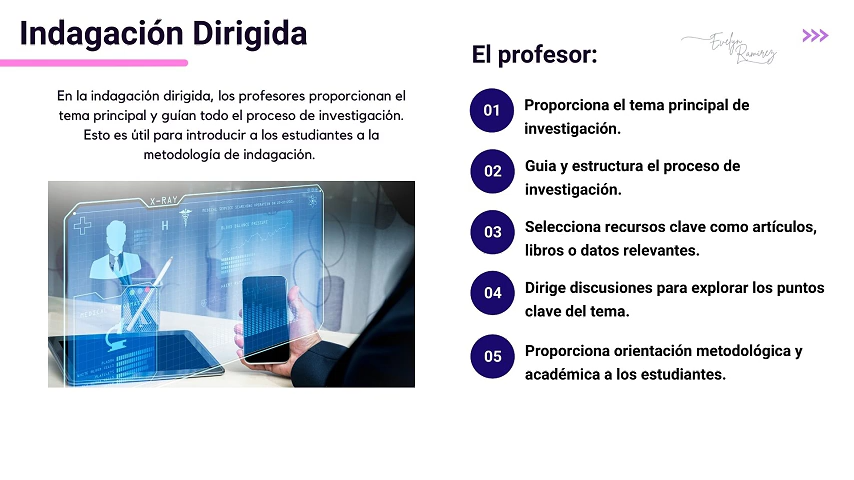 Indagación Dirigida
En la indagación dirigida, los profesores proporcionan el
tema principal y guían todo el proceso de investigación.
Esto es útil para introducir a los estudiantes a la
metodología de indagación.
X-RAY
H
El profesor:
Evelyn
Ramirez
01
Proporciona el tema principal de
investigación.
02
Guia y estructura el proceso de
investigación.
03
Selecciona recursos clave como artículos,
libros o datos relevantes.
04
Dirige discusiones para explorar los puntos
clave del tema.
05
Proporciona orientación metodológica y
académica a los estudiantes.